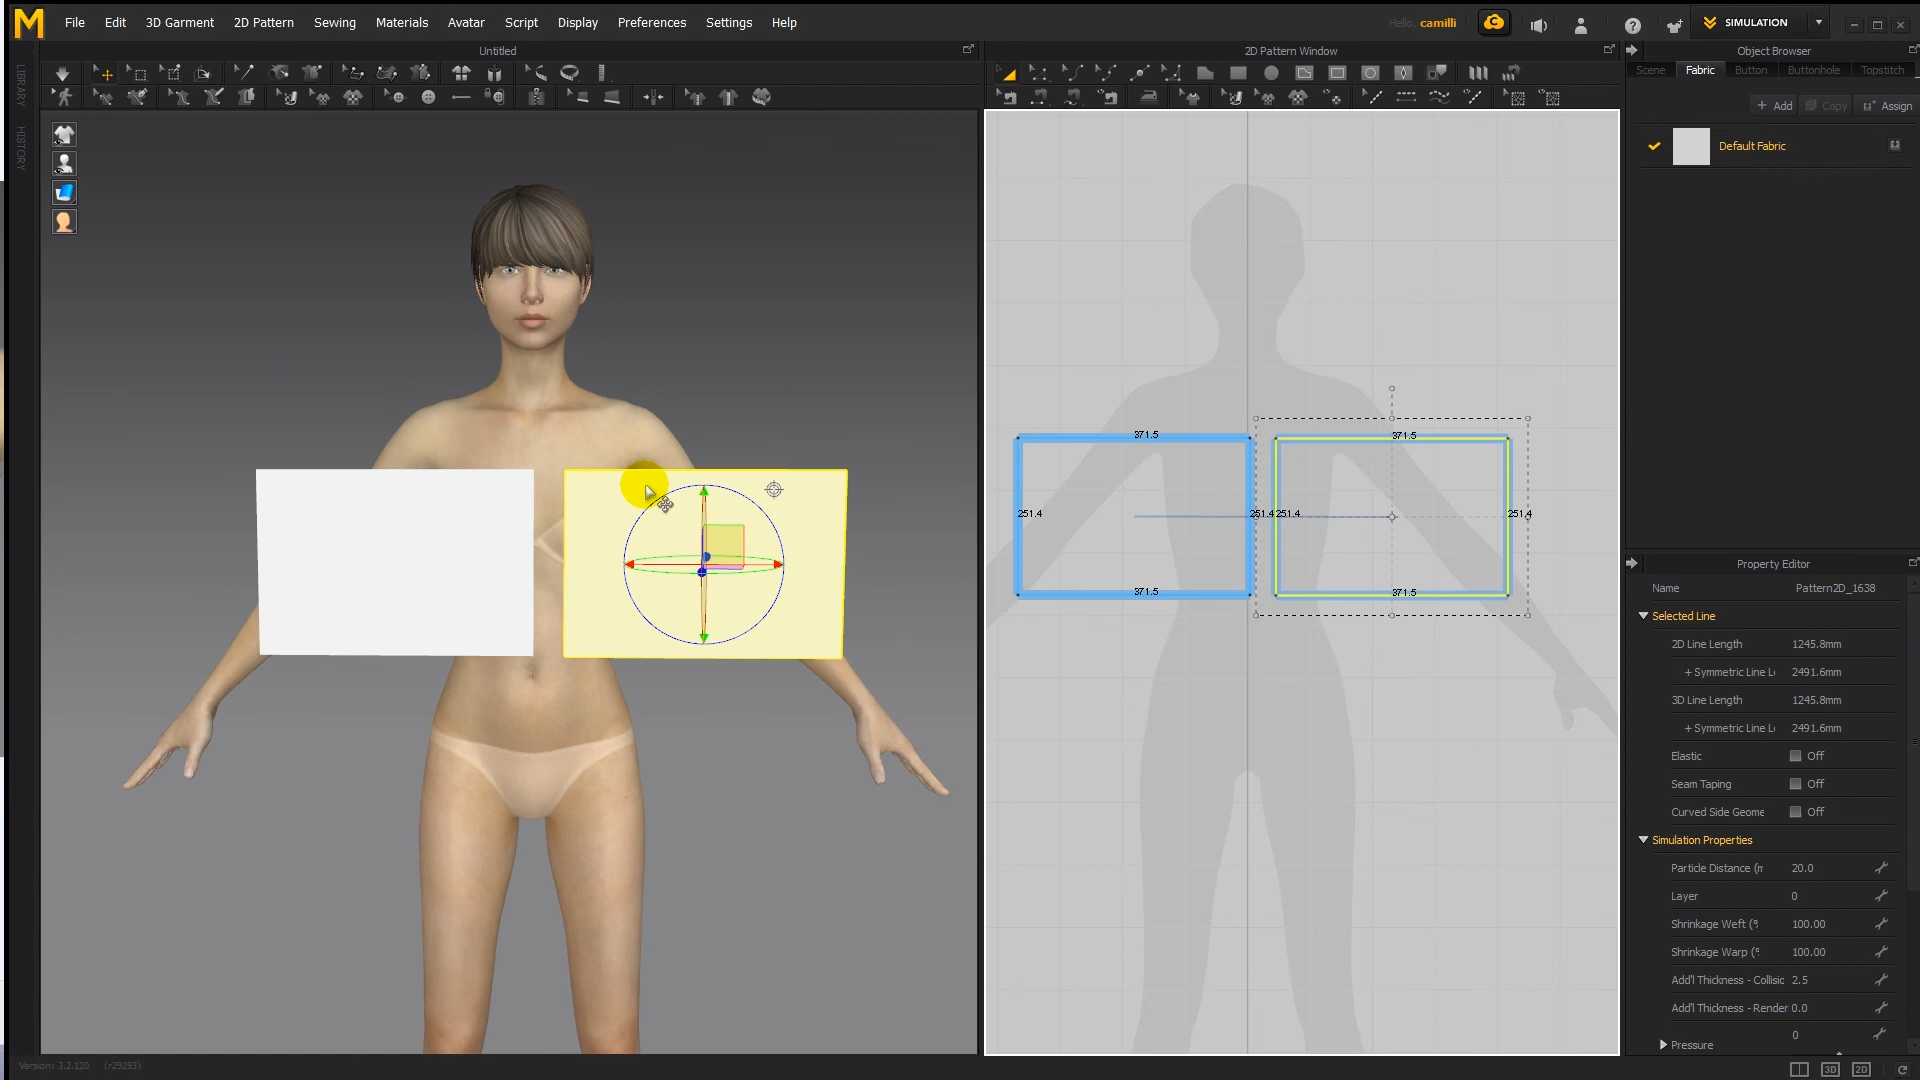 M File Edit 3D Garment 2D Pattern Sewing Materials Avatar Script Display Preferences Settings Help Hello, camilli C ? SIMULATION
Untitled 2D Pattern Window Object Browser
LIBRARY
HISTORY
Scene Fabric Button Buttonhole Topstitch
+ Add Copy Assign
Default Fabric
371.5 371.5
251.4 251.4 251.4 251.4
371.5 371.5
Property Editor
Name Pattern2D_1638
Selected Line
2D Line Length 1245.8mm
+ Symmetric Line Le 2491.6mm
3D Line Length 1245.8mm
+ Symmetric Line Le 2491.6mm
Elastic Off
Seam Taping Off
Curved Side Geome Off
Simulation Properties
Particle Distance (m 20.0
Layer 0
Shrinkage Weft (% 100.00
Shrinkage Warp (% 100.00
Add'l Thickness - Collisic 2.5
Add'l Thickness - Render 0.0
0
Pressure
Version: 3.2.120 (r29293) 3D 2D